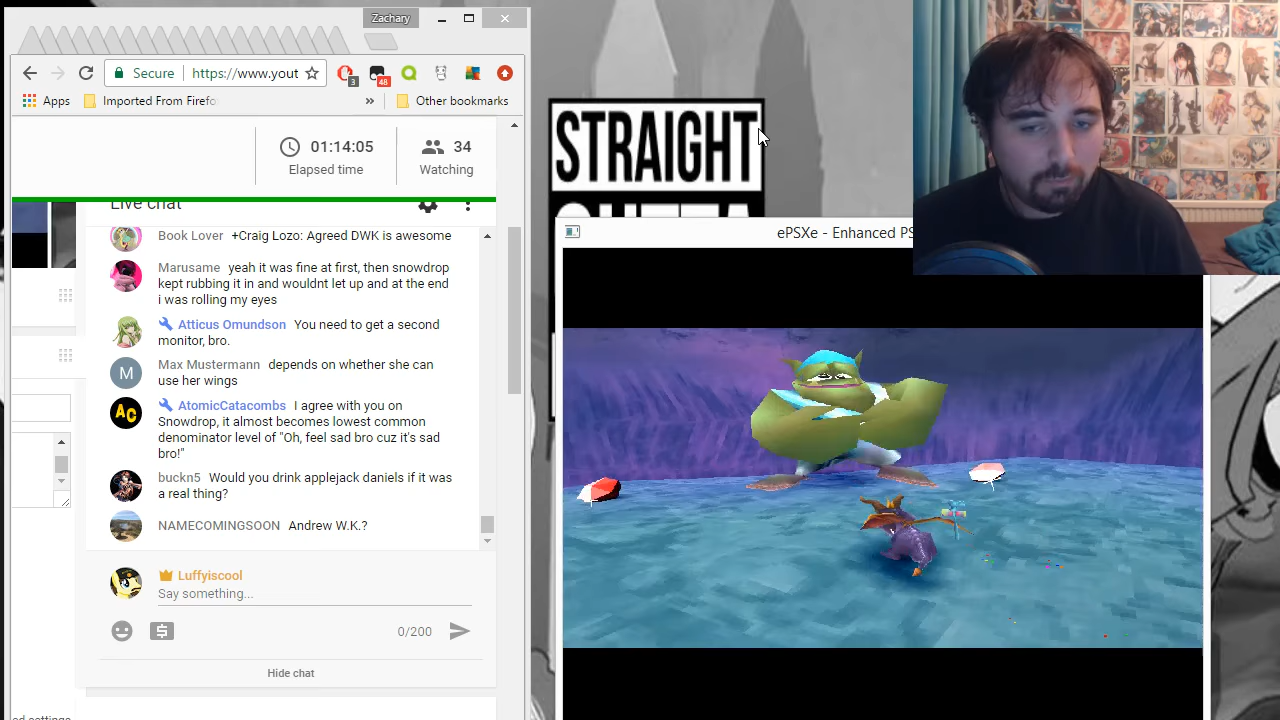 Zachary
Secure
https://www.yout
3
48
Apps
Imported From Firefo
»
Other bookmarks
01:14:05
Elapsed time
34
Watching
Live chat
Book Lover +Craig Lozo Agreed DWK is awesome
Marusame yeah it was fine at first, then snowdrop
kept rubbing it in and wouldnt let up and at the end
i was rolling my eyes
Atticus Omundson You need to get a second
monitor, bro.
M
Max Mustermann depends on whether she can
use her wings
AC
AtomicCatacombs I agree with you on
Snowdrop, it almost becomes lowest common
denominator level of "Oh, feel sad bro cuz it's sad
bro!"
buckn5 Would you drink applejack daniels if it was
a real thing?
NAMECOMINGSOON Andrew W.K.?
Luffyiscool
Say something...
0/200
Hide chat
ed settings
STRAIGHT
OUTTA
ePSXe - Enhanced PS